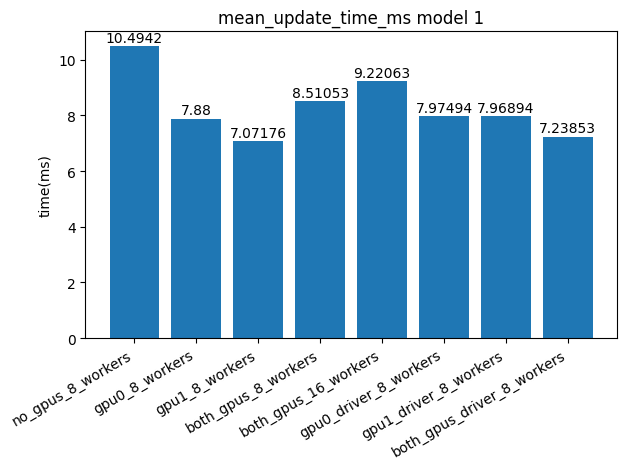 mean_update_time_ms model 1
10.4942
7.88
7.07176
8.51053
9.22063
7.97494
7.96894
7.23853
time(ms)
10
8
6
4
2
0
no_gpus_8_workers
gpu0_8_workers
gpu1_8_workers
both_gpus_8_workers
both_gpus_16_workers
gpu0_driver_8_workers
gpu1_driver_8_workers
both_gpus_driver_8_workers